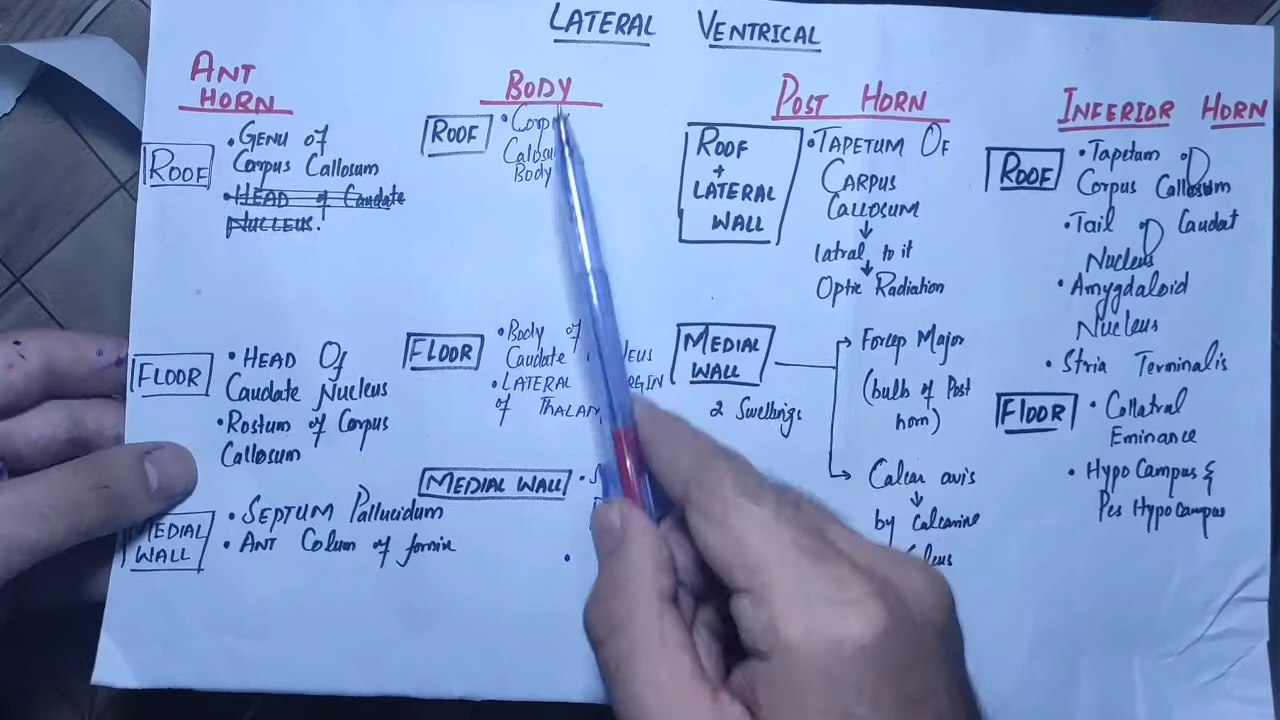 LATERAL VENTRICAL
ANT
HORN
ROOF
• GENU of
Corpus Callosum
• HEAD of Caudate
NUCLEUS.
FLOOR
• HEAD Of
Caudate Nucleus
• Rostum of Corpus
Callosum
MEDIAL
WALL
• SEPTUM Pallucidum
• ANT Colum of fornix
BODY
ROOF
Body
FLOOR
• Body of
Caudate
• LATERAL
of
MEDIAL WALL
POST HORN
ROOF
+
LATERAL
WALL
• TAPETUM OF
CARPUS
CALLOSUM
↓
latral to it
↓
Optic Radiation
MEDIAL
WALL
2 Swellings
Forcep Major
(bulb of Post
horn)
Calcar avis
↓
by Calcarine
INFERIOR HORN
ROOF
• Tapetum of
Corpus Callosum
• Tail of Caudat
Nucleus
• Amygdaloid
Nucleus
• Stria Terminalis
FLOOR
• Collatral
Eminance
• Hypo Campus &
Pes Hypo campus